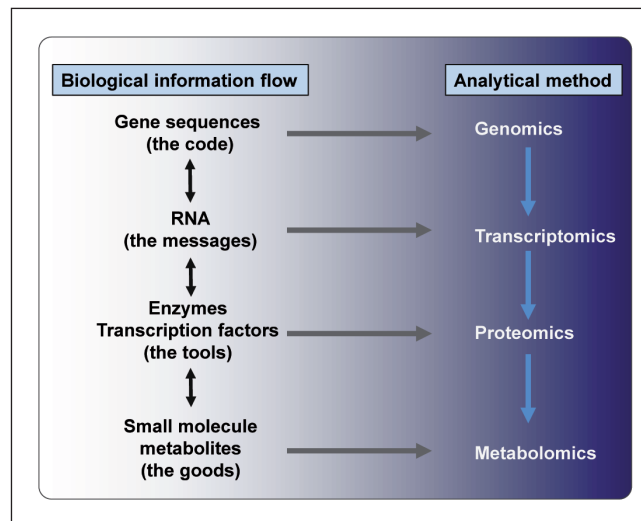 Biological information flow
Analytical method
Gene sequences
(the code)
Genomics
RNA
(the messages)
Transcriptomics
Enzymes
Transcription factors
(the tools)
Proteomics
Small molecule
metabolites
(the goods)
Metabolomics